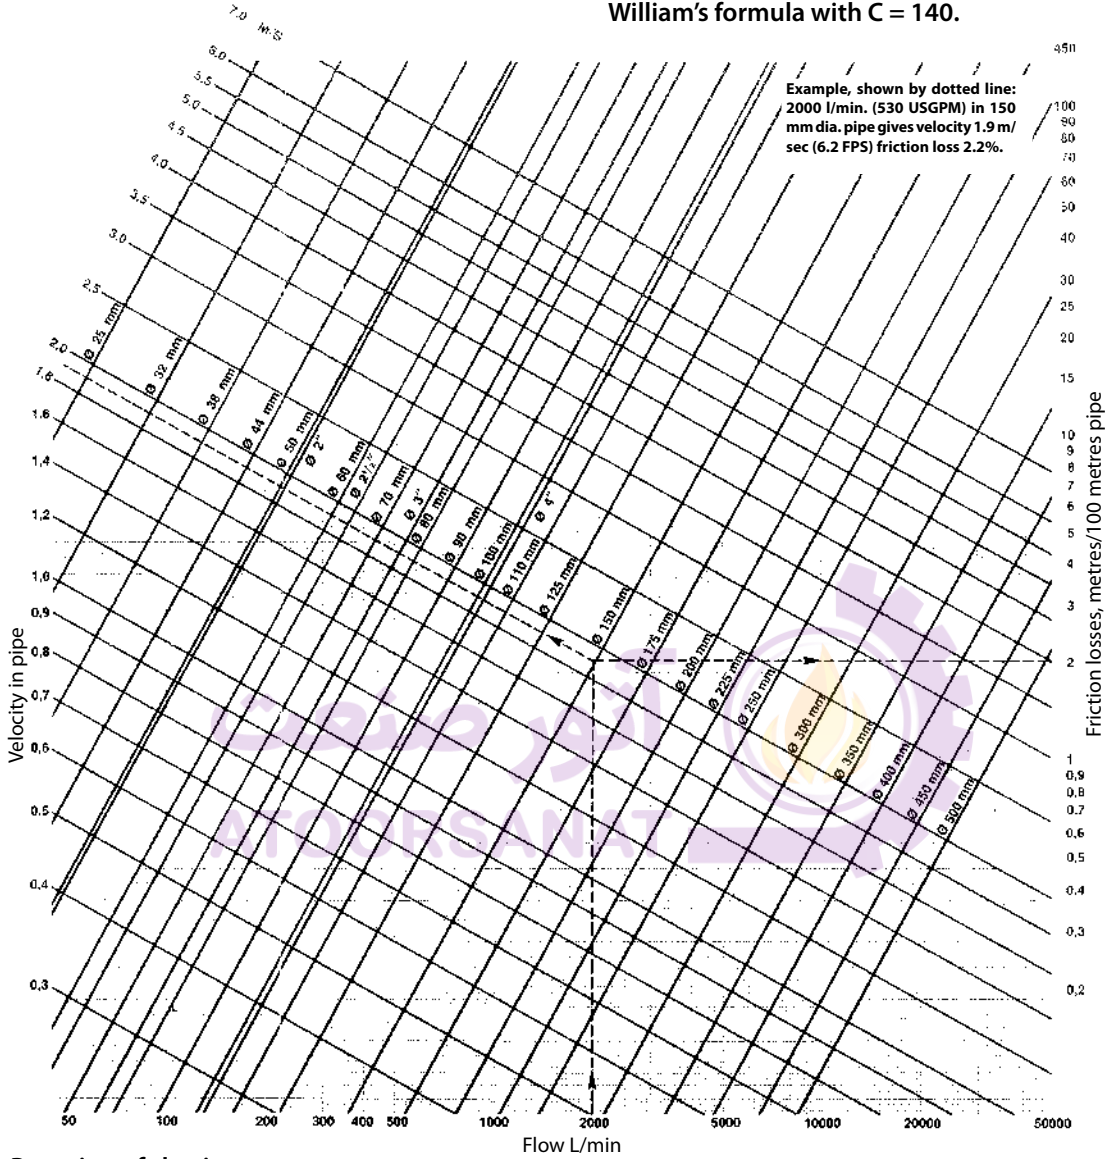 William's formula with C = 140.
Example, shown by dotted line:
2000 l/min. (530 USGPM) in 150
mm dia. pipe gives velocity 1.9 m/
sec (6.2 FPS) friction loss 2.2%.
7.0 M/S
6.0
5.5
5.0
4.5
4.0
3.5
3.0
2.5
2.0
1.8
1.6
1,4
1,2
1,0
0,9
0,8
0,7
0,6
0,5
0,4
0,3
Velocity in pipe
Ø 25 mm
Ø 32 mm
Ø 38 mm
Ø 44 mm
Ø 50 mm
Ø 2"
Ø 60 mm
Ø 2½"
Ø 70 mm
Ø 3"
Ø 80 mm
Ø 90 mm
Ø 100 mm
Ø 110 mm
Ø 4"
Ø 125 mm
Ø 150 mm
Ø 175 mm
Ø 200 mm
Ø 225 mm
Ø 250 mm
Ø 300 mm
Ø 350 mm
Ø 400 mm
Ø 450 mm
Ø 500 mm
100
90
80
70
60
50
40
30
25
20
15
10
9
8
7
6
5
4
3
2
1
0,9
0,8
0,7
0,6
0,5
0,4
0,3
0,2
Friction losses, metres/100 metres pipe
آتور صنعت
ATOORSANAT
50 100 200 300 400 500 1000 2000 5000 10000 20000 50000
Flow L/min